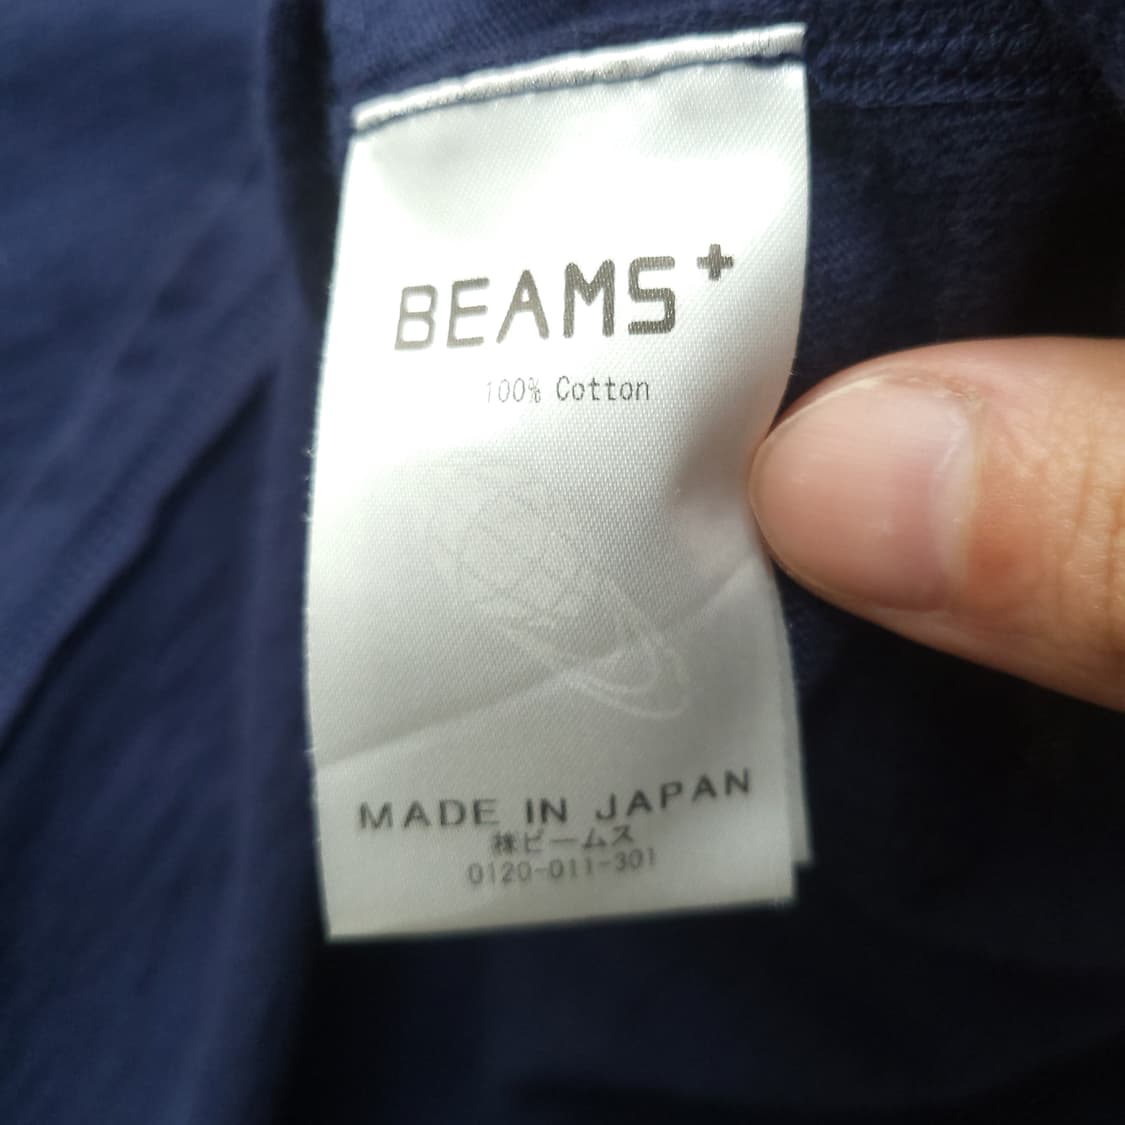 BEAMS+
100% Cotton
MADE IN JAPAN
㈱ビームス
0120-011-301